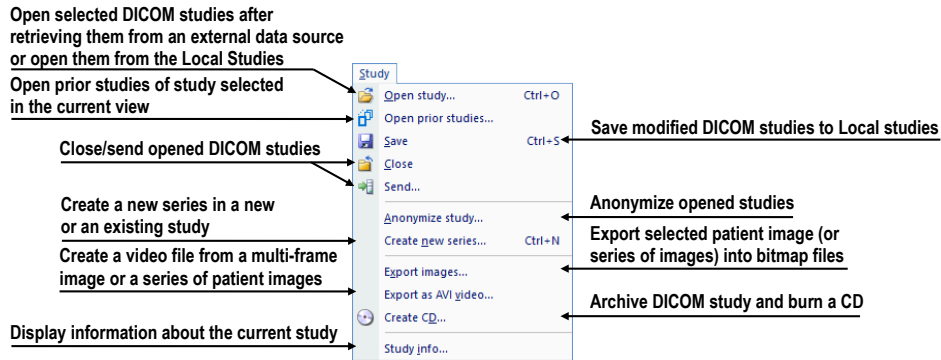 Open selected DICOM studies after
retrieving them from an external data source
or open them from the Local Studies
Open prior studies of study selected
in the current view
Close/send opened DICOM studies
Create a new series in a new
or an existing study
Create a video file from a multi-frame
image or a series of patient images
Display information about the current study
Study
Open study... Ctrl+O
Open prior studies...
Save Ctrl+S
Close
Send...
Anonymize study...
Create new series... Ctrl+N
Export images...
Export as AVI video...
Create CD...
Study info...
Save modified DICOM studies to Local studies
Anonymize opened studies
Export selected patient image (or
series of images) into bitmap files
Archive DICOM study and burn a CD